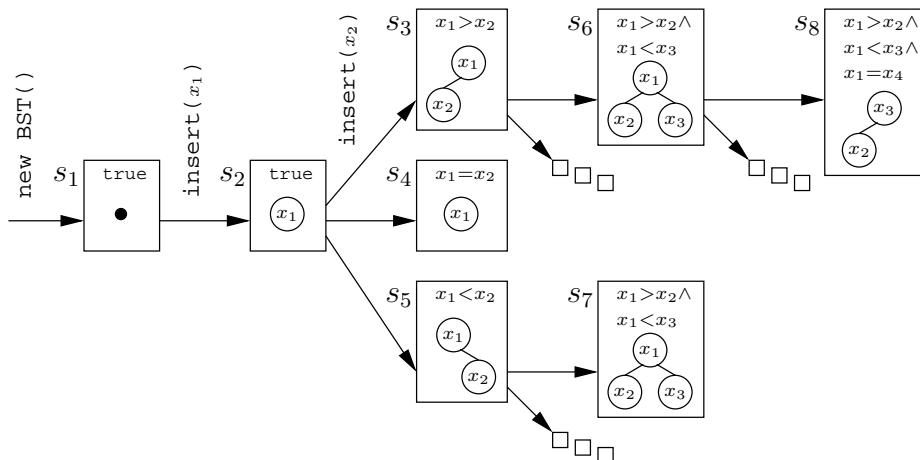 new BST()
insert(x₁)
insert(x₂)
s₁
true
s₂
true
x₁
s₃
x₁>x₂
x₁
x₂
s₄
x₁=x₂
x₁
s₅
x₁<x₂
x₁
x₂
s₆
x₁>x₂∧
x₁<x₃
x₁
x₂
x₃
s₇
x₁>x₂∧
x₁<x₃
x₁
x₂
x₃
s₈
x₁>x₂∧
x₁<x₃∧
x₁=x₄
x₃
x₂